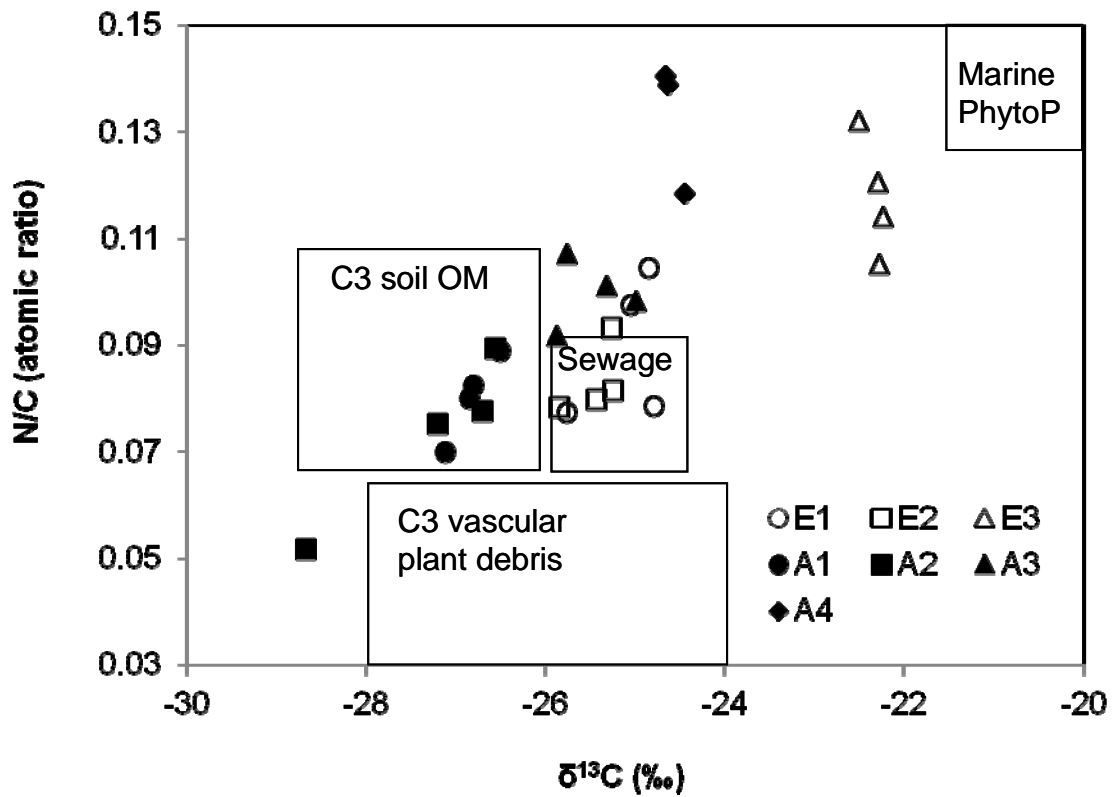 0.15
0.13
0.11
0.09
0.07
0.05
0.03
N/C (atomic ratio)
Marine
PhytoP
C3 soil OM
Sewage
C3 vascular
plant debris
E1 E2 E3
A1 A2 A3
A4
-30 -28 -26 -24 -22 -20
δ¹³C (‰)